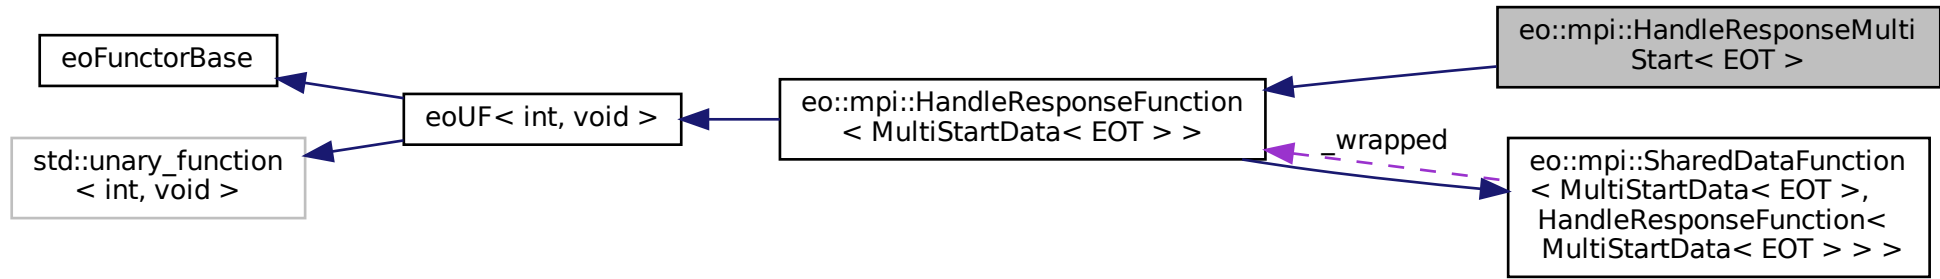 eoFunctorBase
std::unary_function
< int, void >
eoUF< int, void >
eo::mpi::HandleResponseFunction
< MultiStartData< EOT > >
_wrapped
eo::mpi::HandleResponseMulti
Start< EOT >
eo::mpi::SharedDataFunction
< MultiStartData< EOT >,
HandleResponseFunction<
MultiStartData< EOT > > >